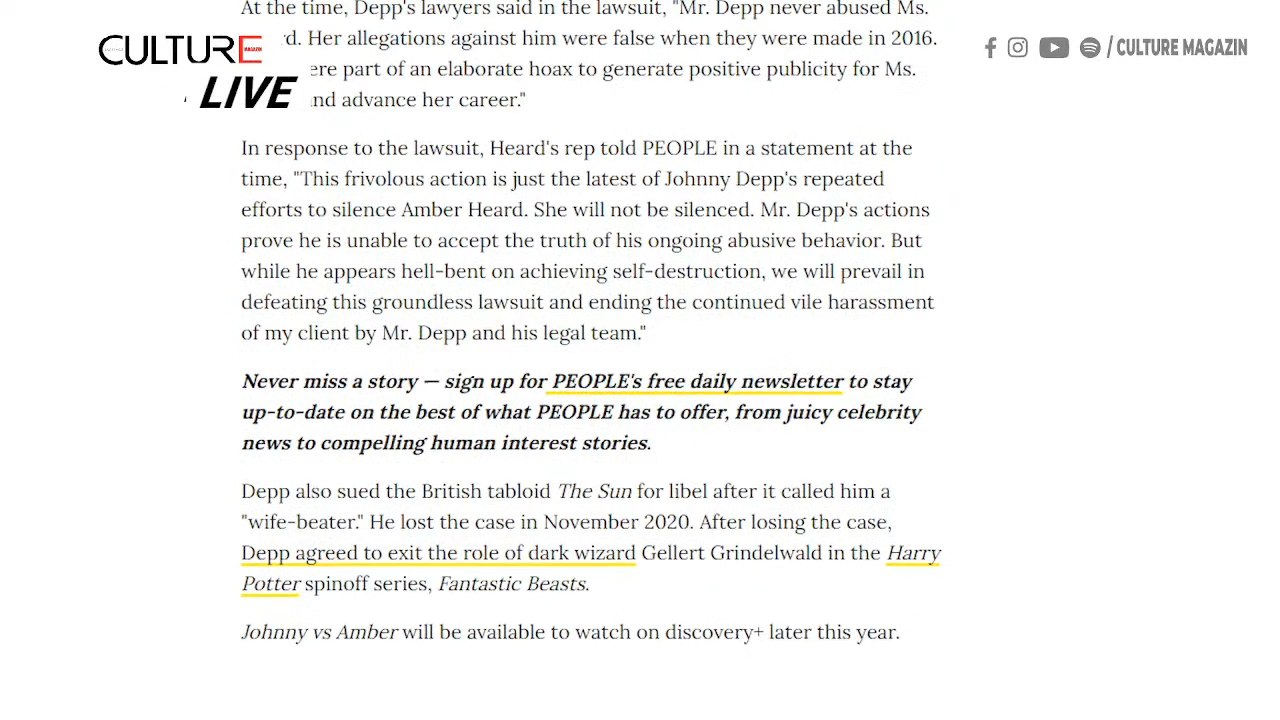 At the time, Depp's lawyers said in the lawsuit, "Mr. Depp never abused Ms.
CULTURE MAGAZIN
LIVE
/ CULTURE MAGAZIN
Her allegations against him were false when they were made in 2016.
part of an elaborate hoax to generate positive publicity for Ms.
advance her career."
In response to the lawsuit, Heard's rep told PEOPLE in a statement at the
time, "This frivolous action is just the latest of Johnny Depp's repeated
efforts to silence Amber Heard. She will not be silenced. Mr. Depp's actions
prove he is unable to accept the truth of his ongoing abusive behavior. But
while he appears hell-bent on achieving self-destruction, we will prevail in
defeating this groundless lawsuit and ending the continued vile harassment
of my client by Mr. Depp and his legal team."
Never miss a story — sign up for PEOPLE's free daily newsletter to stay
up-to-date on the best of what PEOPLE has to offer, from juicy celebrity
news to compelling human interest stories.
Depp also sued the British tabloid The Sun for libel after it called him a
"wife-beater." He lost the case in November 2020. After losing the case,
Depp agreed to exit the role of dark wizard Gellert Grindelwald in the Harry
Potter spinoff series, Fantastic Beasts.
Johnny vs Amber will be available to watch on discovery+ later this year.